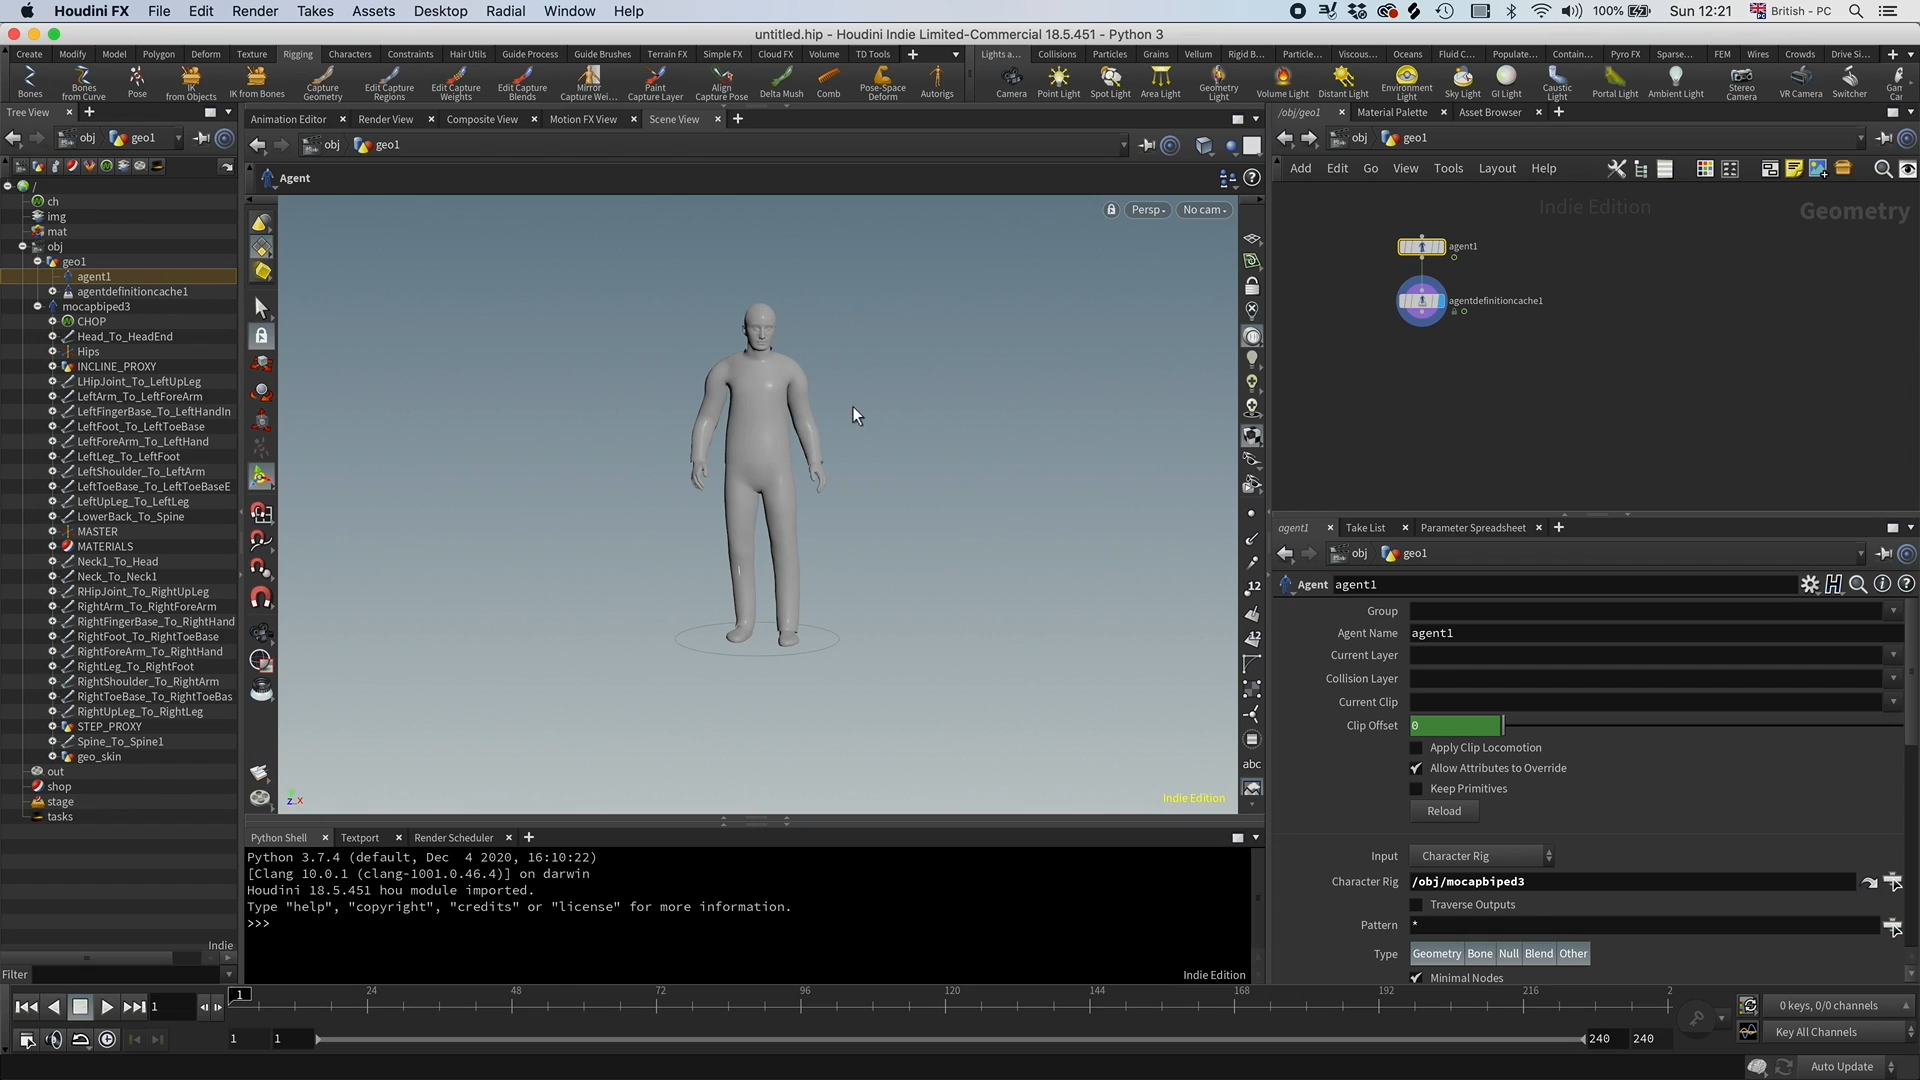 Houdini FX File Edit Render Takes Assets Desktop Radial Window Help
100% Sun 12:21 British - PC
untitled.hip - Houdini Indie Limited-Commercial 18.5.451 - Python 3
Create Modify Model Polygon Deform Texture Rigging Characters Constraints Hair Utils Guide Process Guide Brushes Terrain FX Simple FX Cloud FX Volume TD Tools
Lights a... Collisions Particles Grains Vellum Rigid B... Particle... Viscous... Oceans Fluid C... Populate... Contain... Pyro FX Sparse... FEM Wires Crowds Drive Si...
Bones
Bones from Curve
Pose
IK from Objects
IK from Bones
Capture Geometry
Edit Capture Regions
Edit Capture Weights
Edit Capture Blends
Mirror Capture Wei...
Paint Capture Layer
Align Capture Pose
Delta Mush
Comb
Pose-Space Deform
Autorigs
Camera
Point Light
Spot Light
Area Light
Geometry Light
Volume Light
Distant Light
Environment Light
Sky Light
GI Light
Caustic Light
Portal Light
Ambient Light
Stereo Camera
VR Camera
Switcher
Tree View
obj geo1
/
ch
img
mat
obj
geo1
agent1
agentdefinitioncache1
mocapbiped3
CHOP
Head_To_HeadEnd
Hips
INCLINE_PROXY
LHipJoint_To_LeftUpLeg
LeftArm_To_LeftForeArm
LeftFingerBase_To_LeftHandIn
LeftFoot_To_LeftToeBase
LeftForeArm_To_LeftHand
LeftLeg_To_LeftFoot
LeftShoulder_To_LeftArm
LeftToeBase_To_LeftToeBaseE
LeftUpLeg_To_LeftLeg
LowerBack_To_Spine
MASTER
MATERIALS
Neck1_To_Head
Neck_To_Neck1
RHipJoint_To_RightUpLeg
RightArm_To_RightForeArm
RightFingerBase_To_RightHand
RightFoot_To_RightToeBase
RightForeArm_To_RightHand
RightLeg_To_RightFoot
RightShoulder_To_RightArm
RightToeBase_To_RightToeBas
RightUpLeg_To_RightLeg
STEP_PROXY
Spine_To_Spine1
geo_skin
out
shop
stage
tasks
Indie
Filter
Animation Editor Render View Composite View Motion FX View Scene View
obj geo1
Agent
Persp No cam
12
12
abc
z x
Indie Edition
Python Shell Textport Render Scheduler
Python 3.7.4 (default, Dec  4 2020, 16:10:22)
[Clang 10.0.1 (clang-1001.0.46.4)] on darwin
Houdini 18.5.451 hou module imported.
Type "help", "copyright", "credits" or "license" for more information.
>>>
Indie Edition
/obj/geo1 Material Palette Asset Browser
obj geo1
Add Edit Go View Tools Layout Help
Indie Edition
Geometry
agent1
agentdefinitioncache1
agent1 Take List Parameter Spreadsheet
obj geo1
Agent agent1
Group
Agent Name agent1
Current Layer
Collision Layer
Current Clip
Clip Offset 0
Apply Clip Locomotion
Allow Attributes to Override
Keep Primitives
Reload
Input Character Rig
Character Rig /obj/mocapbiped3
Traverse Outputs
Pattern *
Type Geometry Bone Null Blend Other
Minimal Nodes
1
1 24 48 72 96 120 144 168 192 216 2
0 keys, 0/0 channels
1 1 240 240
Key All Channels
Auto Update